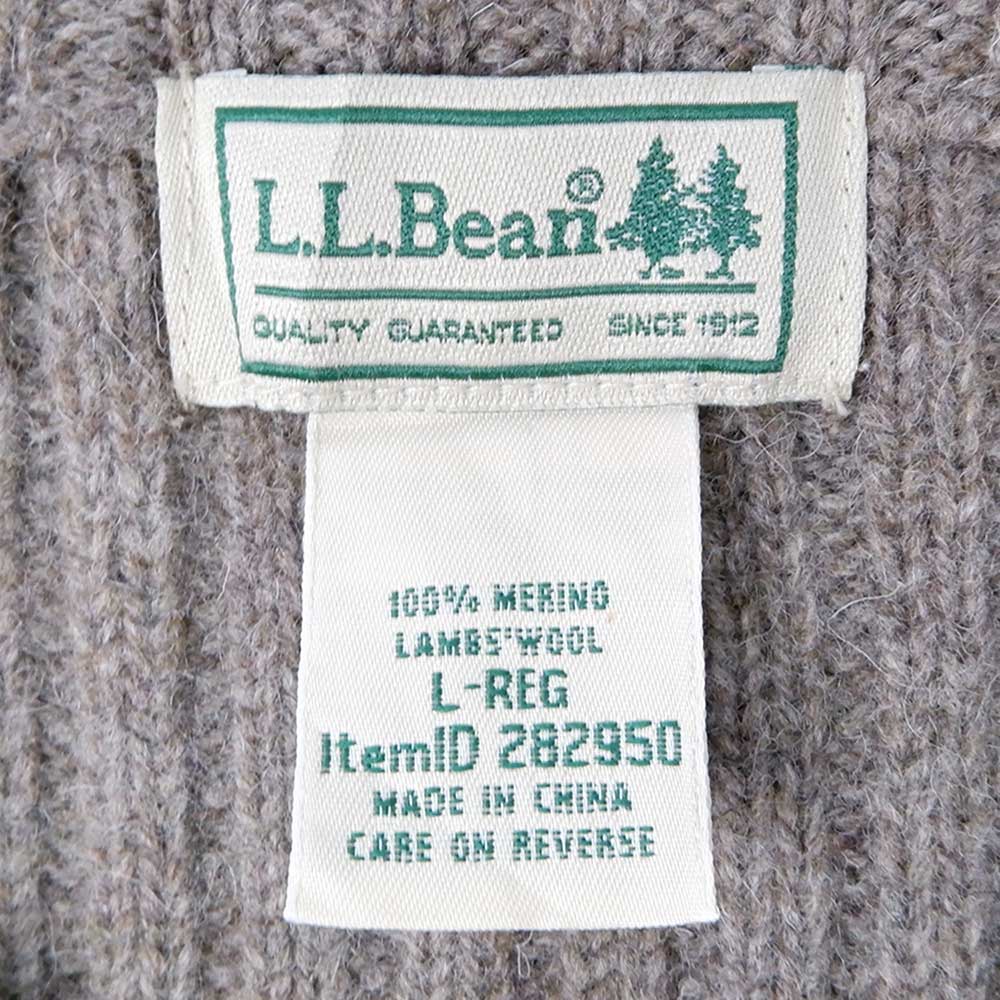 L.L.Bean®
QUALITY GUARANTEED SINCE 1912
100% MERINO
LAMBS'WOOL
L-REG
ItemID 282950
MADE IN CHINA
CARE ON REVERSE